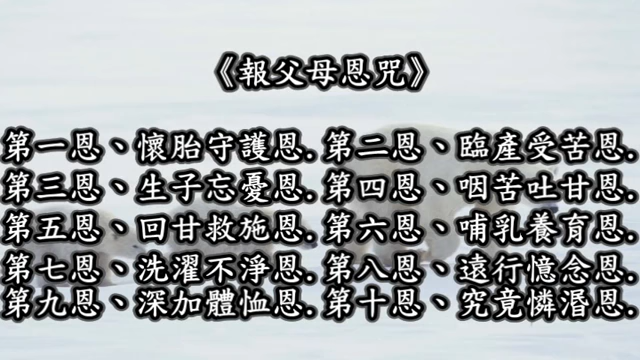 《報父母恩咒》
第一恩、懷胎守護恩.第二恩、臨產受苦恩.
第三恩、生子忘憂恩.第四恩、咽苦吐甘恩.
第五恩、回甘救施恩.第六恩、哺乳養育恩.
第七恩、洗濯不淨恩.第八恩、遠行憶念恩.
第九恩、深加體恤恩.第十恩、究竟憐湣恩.